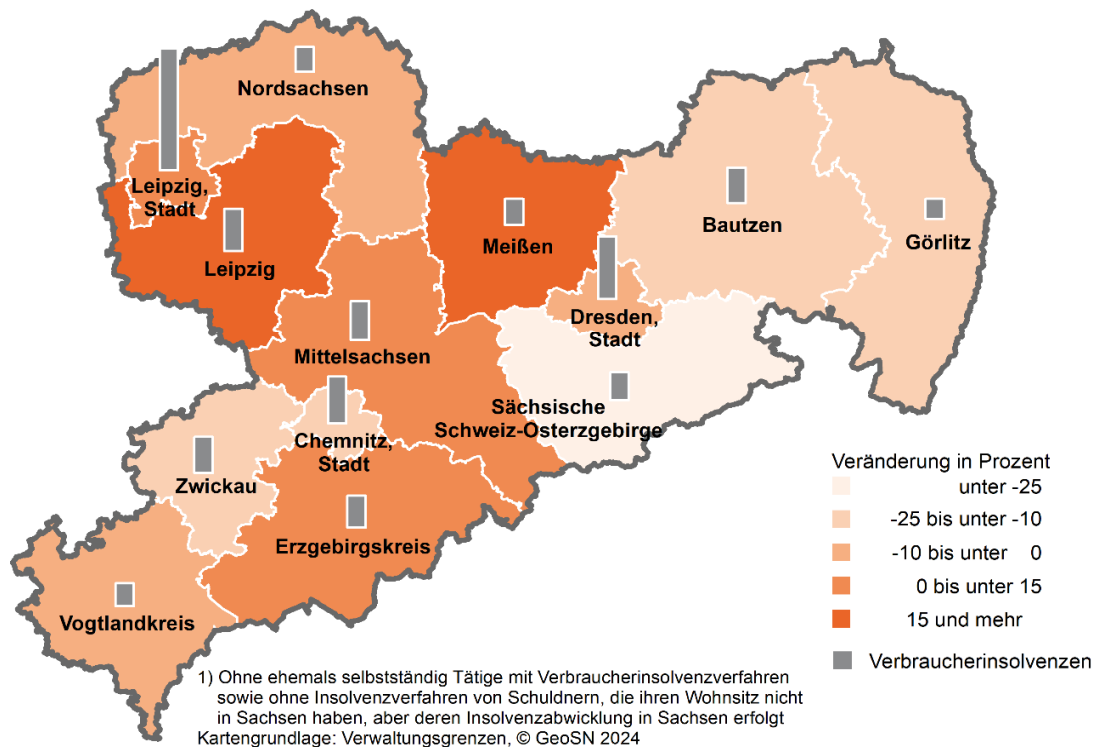 Nordsachsen
Leipzig,
Stadt
Leipzig
Meißen
Bautzen
Görlitz
Dresden,
Stadt
Mittelsachsen
Sächsische
Schweiz-Osterzgebirge
Chemnitz,
Stadt
Zwickau
Erzgebirgskreis
Vogtlandkreis
Veränderung in Prozent
unter -25
-25 bis unter -10
-10 bis unter 0
0 bis unter 15
15 und mehr
Verbraucherinsolvenzen
1) Ohne ehemals selbstständig Tätige mit Verbraucherinsolvenzverfahren
sowie ohne Insolvenzverfahren von Schuldnern, die ihren Wohnsitz nicht
in Sachsen haben, aber deren Insolvenzabwicklung in Sachsen erfolgt
Kartengrundlage: Verwaltungsgrenzen, © GeoSN 2024